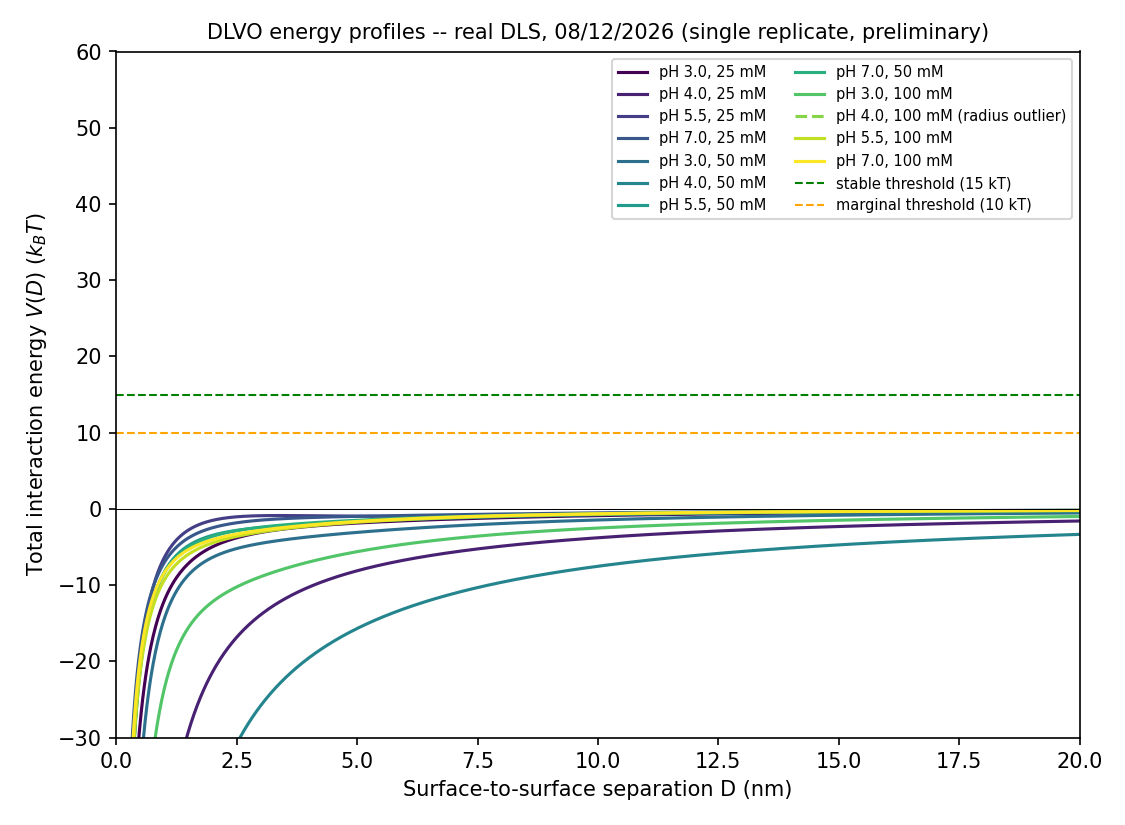 DLVO energy profiles -- real DLS, 08/12/2026 (single replicate, preliminary)
60
50
40
30
20
10
0
−10
−20
−30
Total interaction energy V(D) (k_BT)
pH 3.0, 25 mM
pH 4.0, 25 mM
pH 5.5, 25 mM
pH 7.0, 25 mM
pH 3.0, 50 mM
pH 4.0, 50 mM
pH 5.5, 50 mM
pH 7.0, 50 mM
pH 3.0, 100 mM
pH 4.0, 100 mM (radius outlier)
pH 5.5, 100 mM
pH 7.0, 100 mM
stable threshold (15 kT)
marginal threshold (10 kT)
0.0 2.5 5.0 7.5 10.0 12.5 15.0 17.5 20.0
Surface-to-surface separation D (nm)